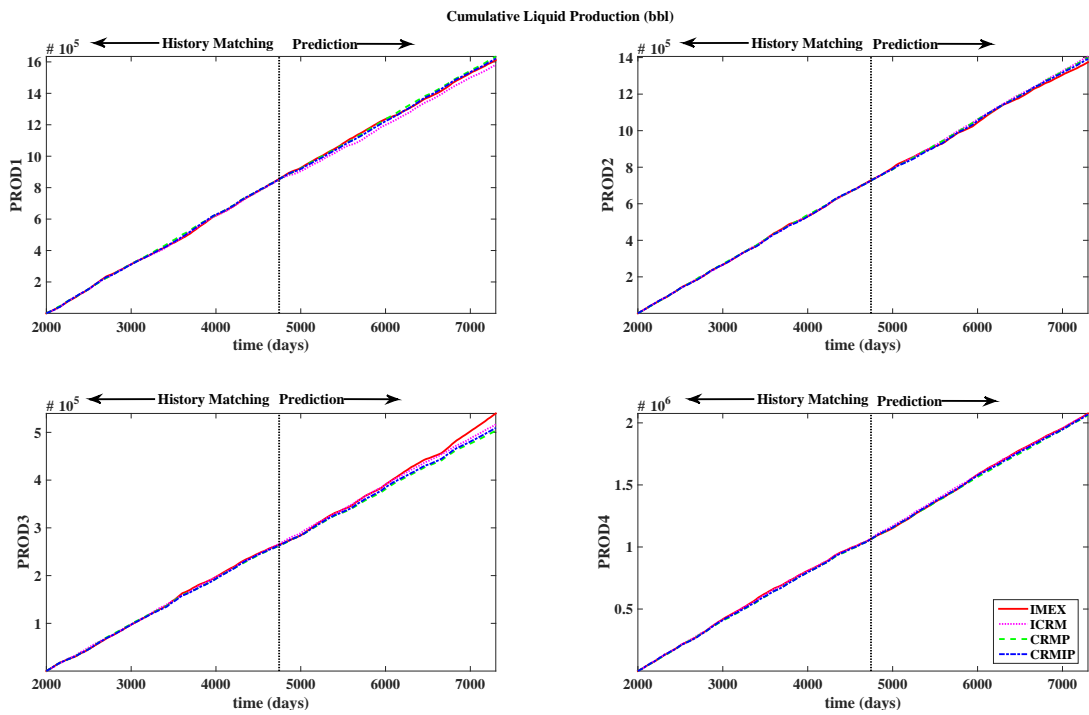 Cumulative Liquid Production (bbl)
# 10^5
History Matching
Prediction
16
14
12
10
8
6
4
2
PROD1
2000 3000 4000 5000 6000 7000
time (days)
# 10^5
History Matching
Prediction
14
12
10
8
6
4
2
PROD2
2000 3000 4000 5000 6000 7000
time (days)
# 10^5
History Matching
Prediction
5
4
3
2
1
PROD3
2000 3000 4000 5000 6000 7000
time (days)
# 10^6
History Matching
Prediction
2
1.5
1
0.5
PROD4
2000 3000 4000 5000 6000 7000
time (days)
IMEX
ICRM
CRMP
CRMIP